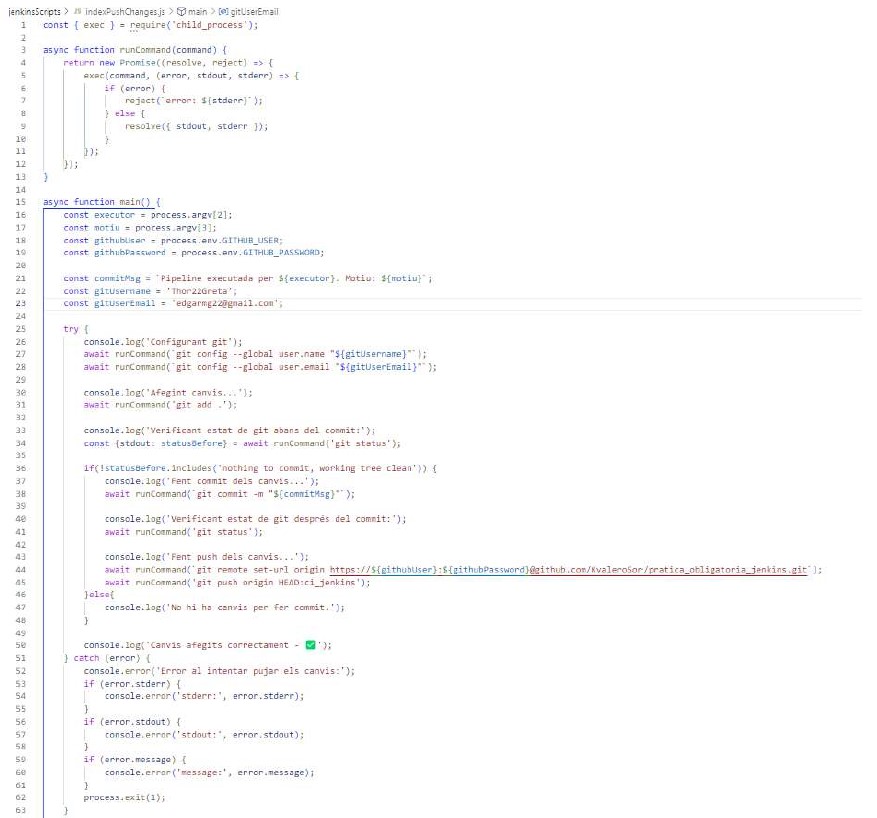 jenkinsScripts > JS indexPushChanges.js > main > gitUserEmail
1 const { exec } = require('child_process');
2
3 async function runCommand(command) {
4 return new Promise((resolve, reject) => {
5 exec(command, (error, stdout, stderr) => {
6 if (error) {
7 reject(`error: ${stderr}`);
8 } else {
9 resolve({ stdout, stderr });
10 }
11 });
12 });
13 }
14
15 async function main() {
16 const executor = process.argv[2];
17 const motiu = process.argv[3];
18 const githubUser = process.env.GITHUB_USER;
19 const githubPassword = process.env.GITHUB_PASSWORD;
20
21 const commitMsg = `Pipeline executada per ${executor}. Motiu: ${motiu}`;
22 const gitUsername = 'Thor22Greta';
23 const gitUserEmail = 'edgarmg22@gmail.com';
24
25 try {
26 console.log('Configurant git');
27 await runCommand(`git config --global user.name "${gitUsername}"`);
28 await runCommand(`git config --global user.email "${gitUserEmail}"`);
29
30 console.log('Afegint canvis...');
31 await runCommand('git add .');
32
33 console.log('Verificant estat de git abans del commit:');
34 const {stdout: statusBefore} = await runCommand('git status');
35
36 if(!statusBefore.includes('nothing to commit, working tree clean')) {
37 console.log('Fent commit dels canvis...');
38 await runCommand(`git commit -m "${commitMsg}"`);
39
40 console.log('Verificant estat de git després del commit:');
41 await runCommand('git status');
42
43 console.log('Fent push dels canvis...');
44 await runCommand(`git remote set-url origin https://${githubUser}:${githubPassword}@github.com/KvaleroSor/pratica_obligatoria_jenkins.git`);
45 await runCommand('git push origin HEAD:ci_jenkins');
46 }else{
47 console.log('No hi ha canvis per fer commit.');
48 }
49
50 console.log('Canvis afegits correctament - ✅');
51 } catch (error) {
52 console.error('Error al intentar pujar els canvis:');
53 if (error.stderr) {
54 console.error('stderr:', error.stderr);
55 }
56 if (error.stdout) {
57 console.error('stdout:', error.stdout);
58 }
59 if (error.message) {
60 console.error('message:', error.message);
61 }
62 process.exit(1);
63 }